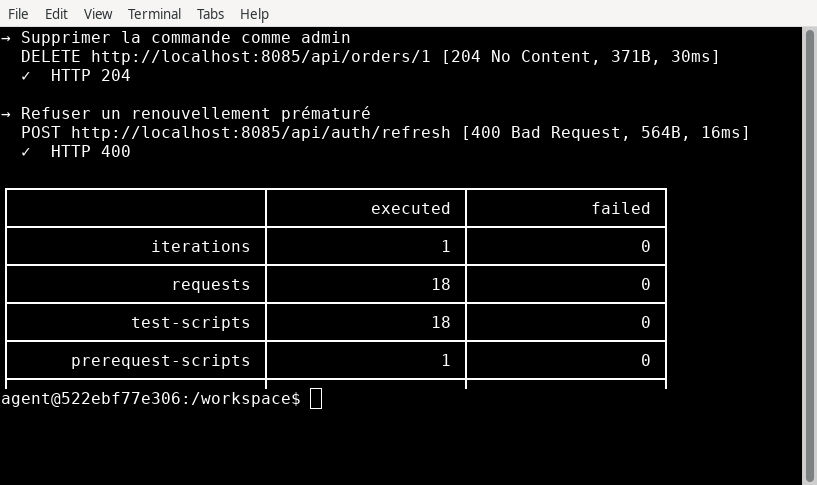 File Edit View Terminal Tabs Help
→ Supprimer la commande comme admin
DELETE http://localhost:8085/api/orders/1 [204 No Content, 371B, 30ms]
✓ HTTP 204
→ Refuser un renouvellement prématuré
POST http://localhost:8085/api/auth/refresh [400 Bad Request, 564B, 16ms]
✓ HTTP 400
executed failed
iterations 1 0
requests 18 0
test-scripts 18 0
prerequest-scripts 1 0
agent@522ebf77e306:/workspace$